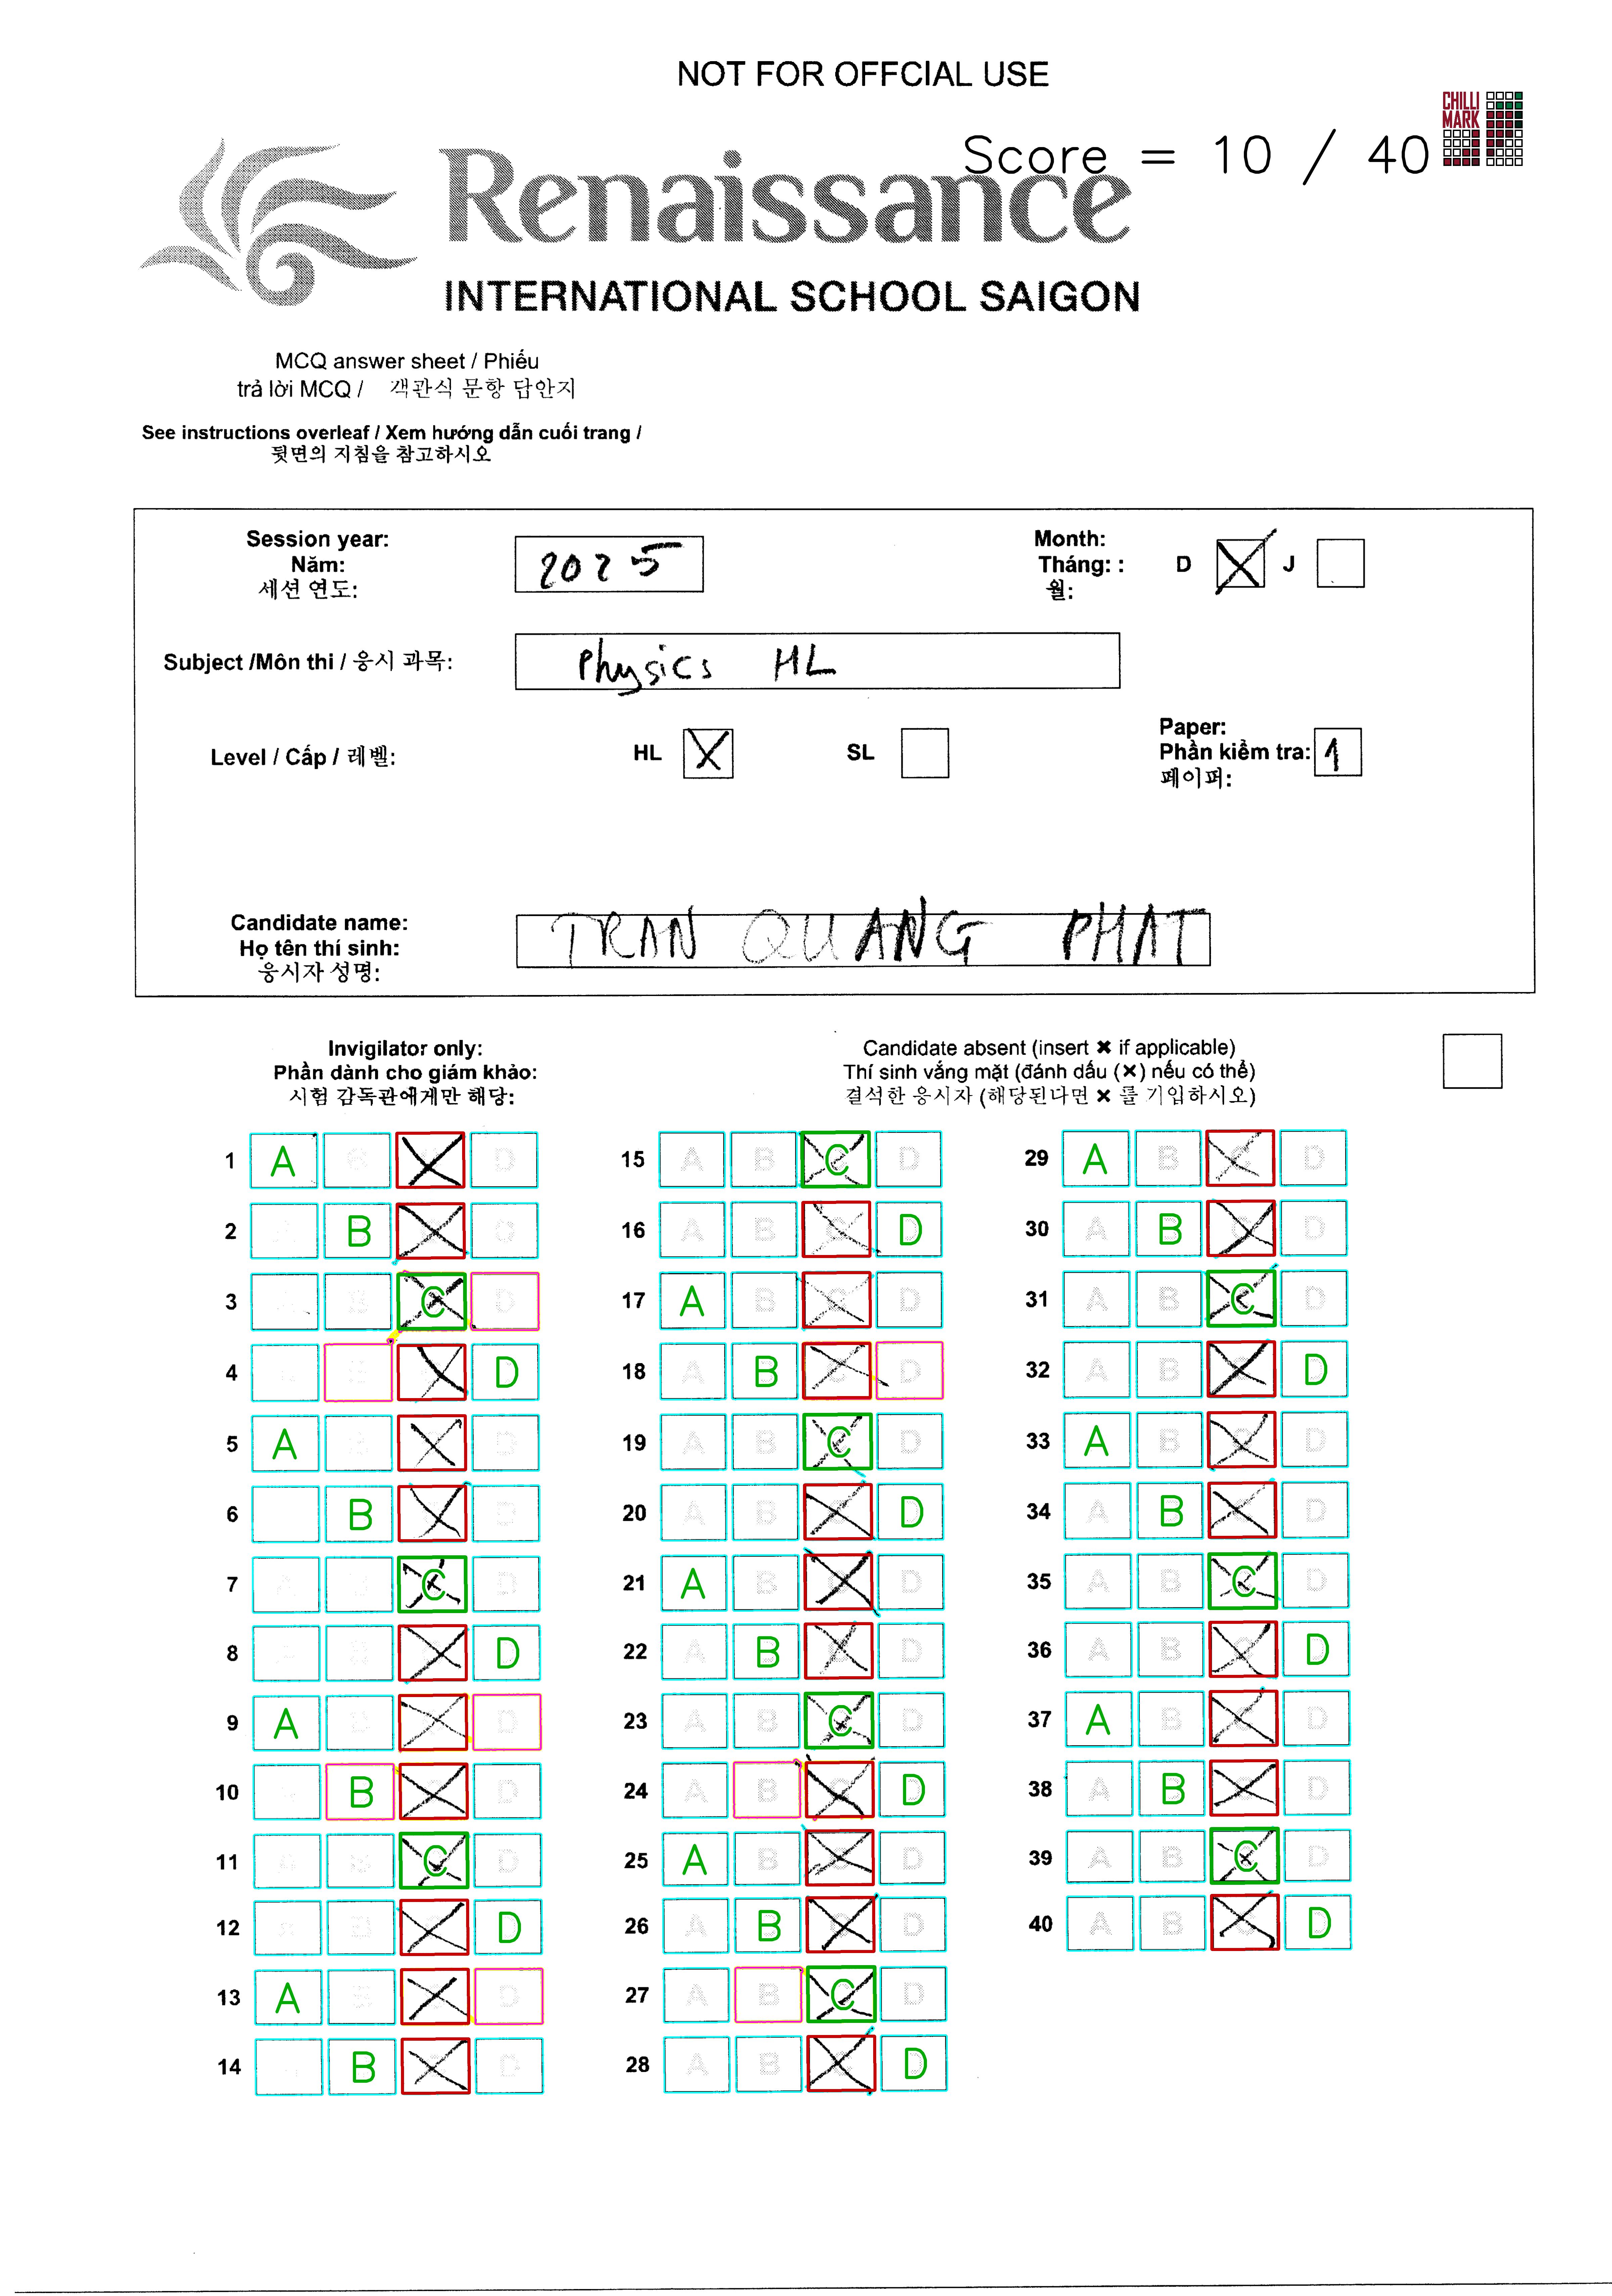 NOT FOR OFFCIAL USE
CHILLI
MARK
Score = 10 / 40
Renaissance
INTERNATIONAL SCHOOL SAIGON
MCQ answer sheet / Phiếu
trả lời MCQ / 객관식 문항 답안지
See instructions overleaf / Xem hướng dẫn cuối trang /
뒷면의 지침을 참고하시오
Session year:
Năm:
세션 연도:
2025
Month:
Tháng: :
월:
D
J
Subject /Môn thi / 응시 과목:
Physics HL
Level / Cấp / 레벨:
HL
SL
Paper:
Phần kiểm tra:
페이퍼:
1
Candidate name:
Họ tên thí sinh:
응시자 성명:
TRAN QUANG PHAT
Invigilator only:
Phần dành cho giám khảo:
시험 감독관에게만 해당:
Candidate absent (insert ✖ if applicable)
Thí sinh vắng mặt (đánh dấu (✖) nếu có thể)
결석한 응시자 (해당된다면 ✖ 를 기입하시오)
1 A D
2 B
3 C D
4 D
5 A D
6 B D
7 C D
8 D
9 A D
10 B D
11 C D
12 D
13 A D
14 B D
15 A B C D
16 A B D
17 A B D
18 A B D
19 A B C D
20 A B D
21 A B D
22 A B D
23 A B C D
24 A B D
25 A B D
26 A B D
27 A B C D
28 A B D
29 A B D
30 A B D
31 A B C D
32 A B D
33 A B D
34 A B D
35 A B C D
36 A B D
37 A B D
38 A B D
39 A B C D
40 A B D